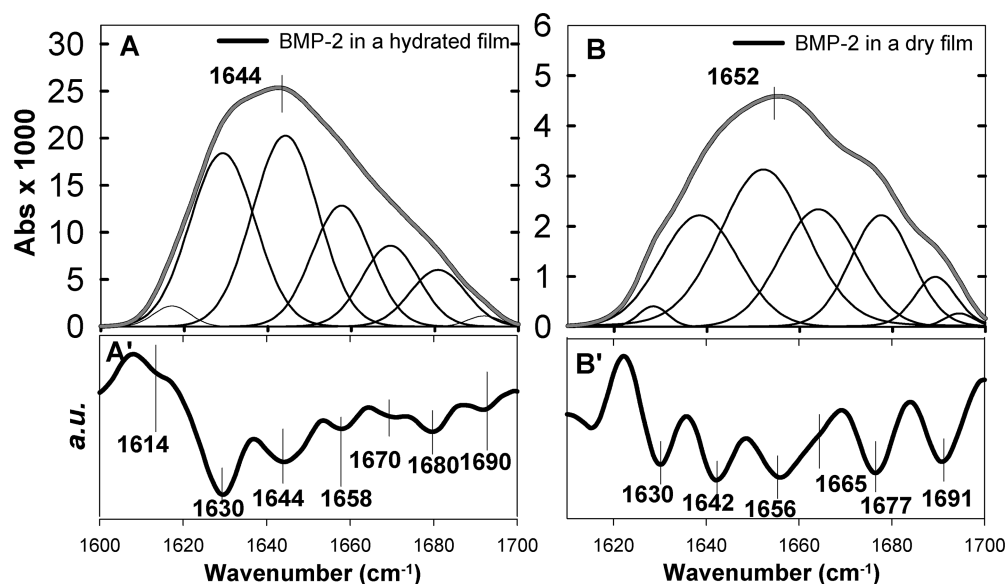 A
BMP-2 in a hydrated film
1644
Abs x 1000
30
25
20
15
10
5
0
B
BMP-2 in a dry film
1652
6
5
4
3
2
1
0
A'
a.u.
1614
1630
1644
1658
1670
1680
1690
1600 1620 1640 1660 1680 1700
Wavenumber (cm-1)
B'
1630
1642
1656
1665
1677
1691
1620 1640 1660 1680 1700
Wavenumber (cm-1)